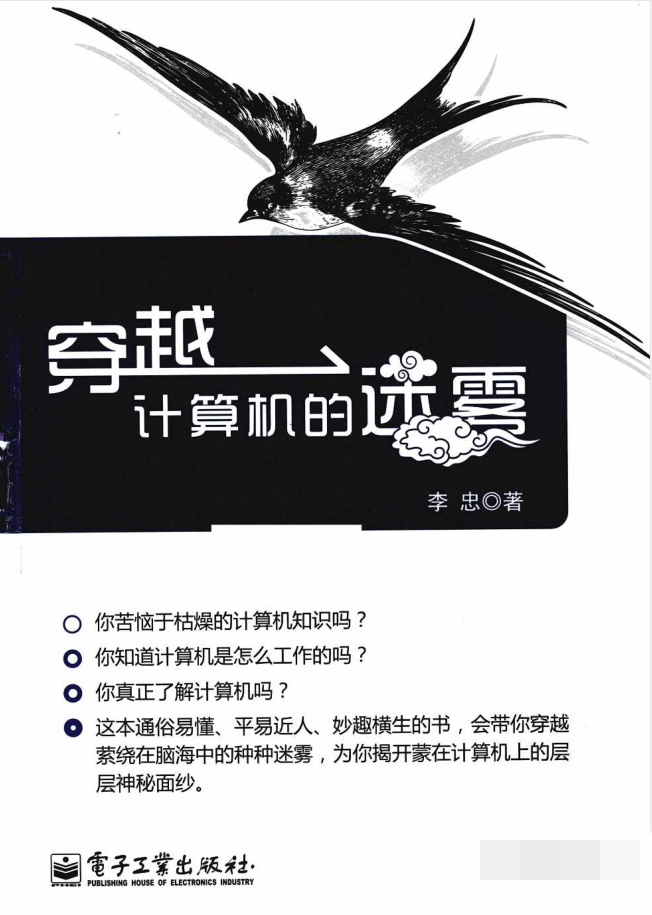 穿越
计算机的迷雾
李 忠◎著
你苦恼于枯燥的计算机知识吗？
你知道计算机是怎么工作的吗？
你真正了解计算机吗？
这本通俗易懂、平易近人、妙趣横生的书，会带你穿越
萦绕在脑海中的种种迷雾，为你揭开蒙在计算机上的层
层神秘面纱。
電子工業出版社·
PUBLISHING HOUSE OF ELECTRONICS INDUSTRY